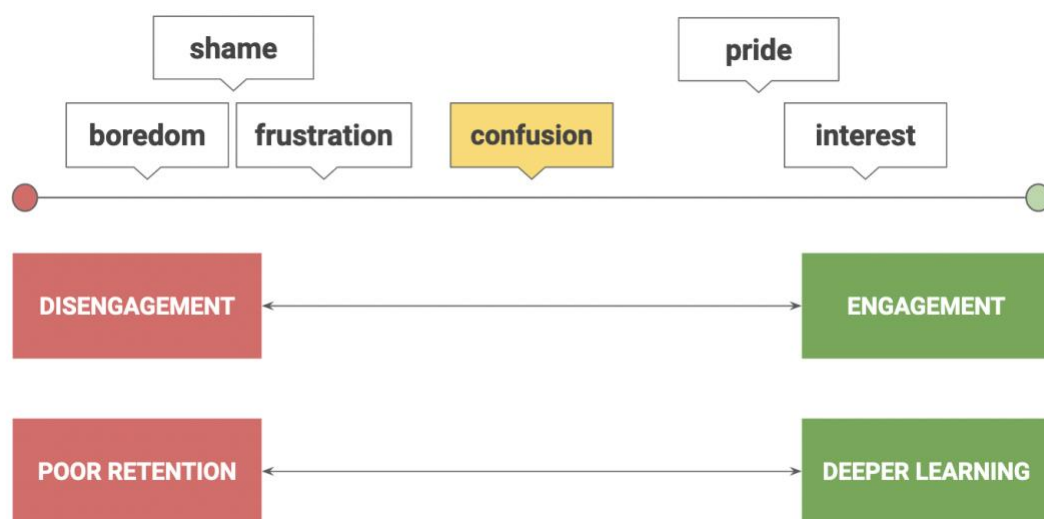 shame
pride
boredom
frustration
confusion
interest
DISENGAGEMENT
ENGAGEMENT
POOR RETENTION
DEEPER LEARNING